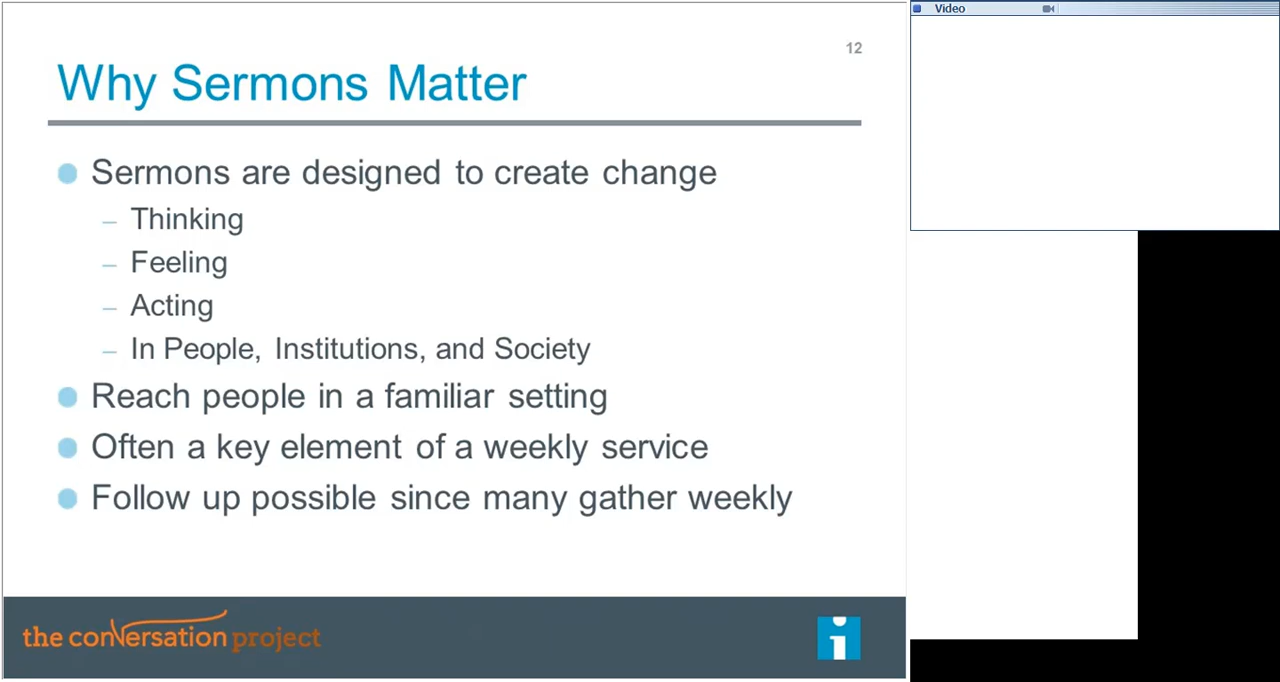 12
Why Sermons Matter
Sermons are designed to create change
– Thinking
– Feeling
– Acting
– In People, Institutions, and Society
Reach people in a familiar setting
Often a key element of a weekly service
Follow up possible since many gather weekly
the conversation project
i
Video